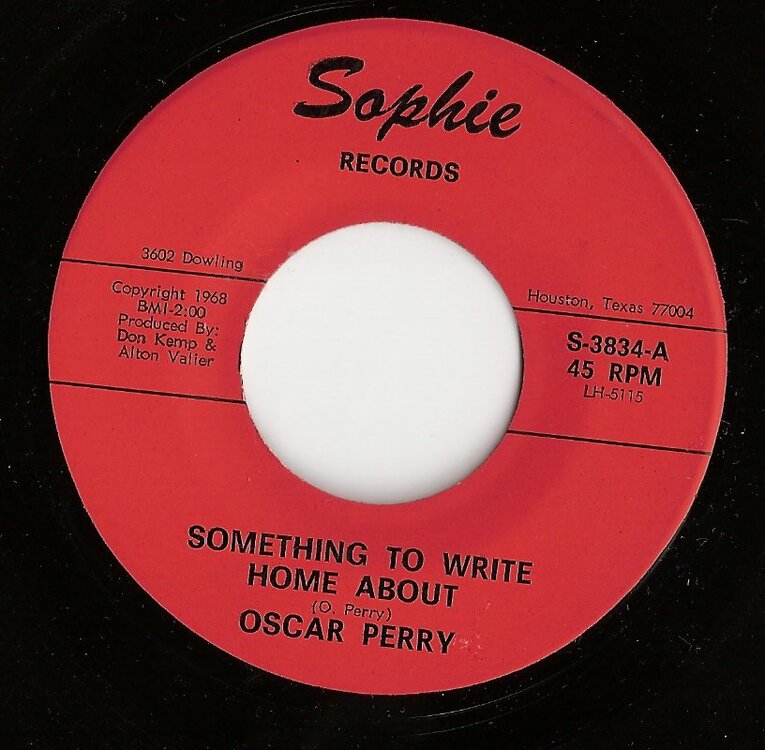 Sophie
RECORDS
3602 Dowling
Houston, Texas 77004
Copyright 1968
BMI-2:00
Produced By:
Don Kemp &
Alton Valier
S-3834-A
45 RPM
LH-5115
SOMETHING TO WRITE
HOME ABOUT
(O. Perry)
OSCAR PERRY